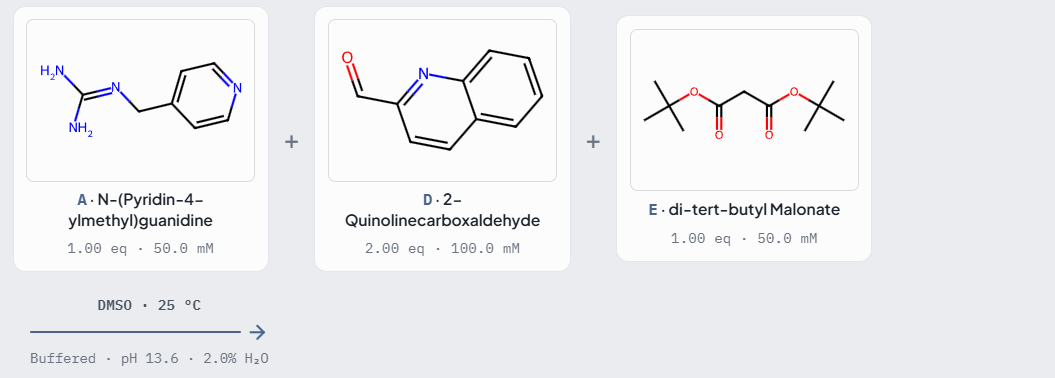 H₂N
N
N
NH₂
A · N-(Pyridin-4-
ylmethyl)guanidine
1.00 eq · 50.0 mM
+
O
N
D · 2-
Quinolinecarboxaldehyde
2.00 eq · 100.0 mM
+
O
O
O
O
E · di-tert-butyl Malonate
1.00 eq · 50.0 mM
DMSO · 25 °C
Buffered · pH 13.6 · 2.0% H₂O